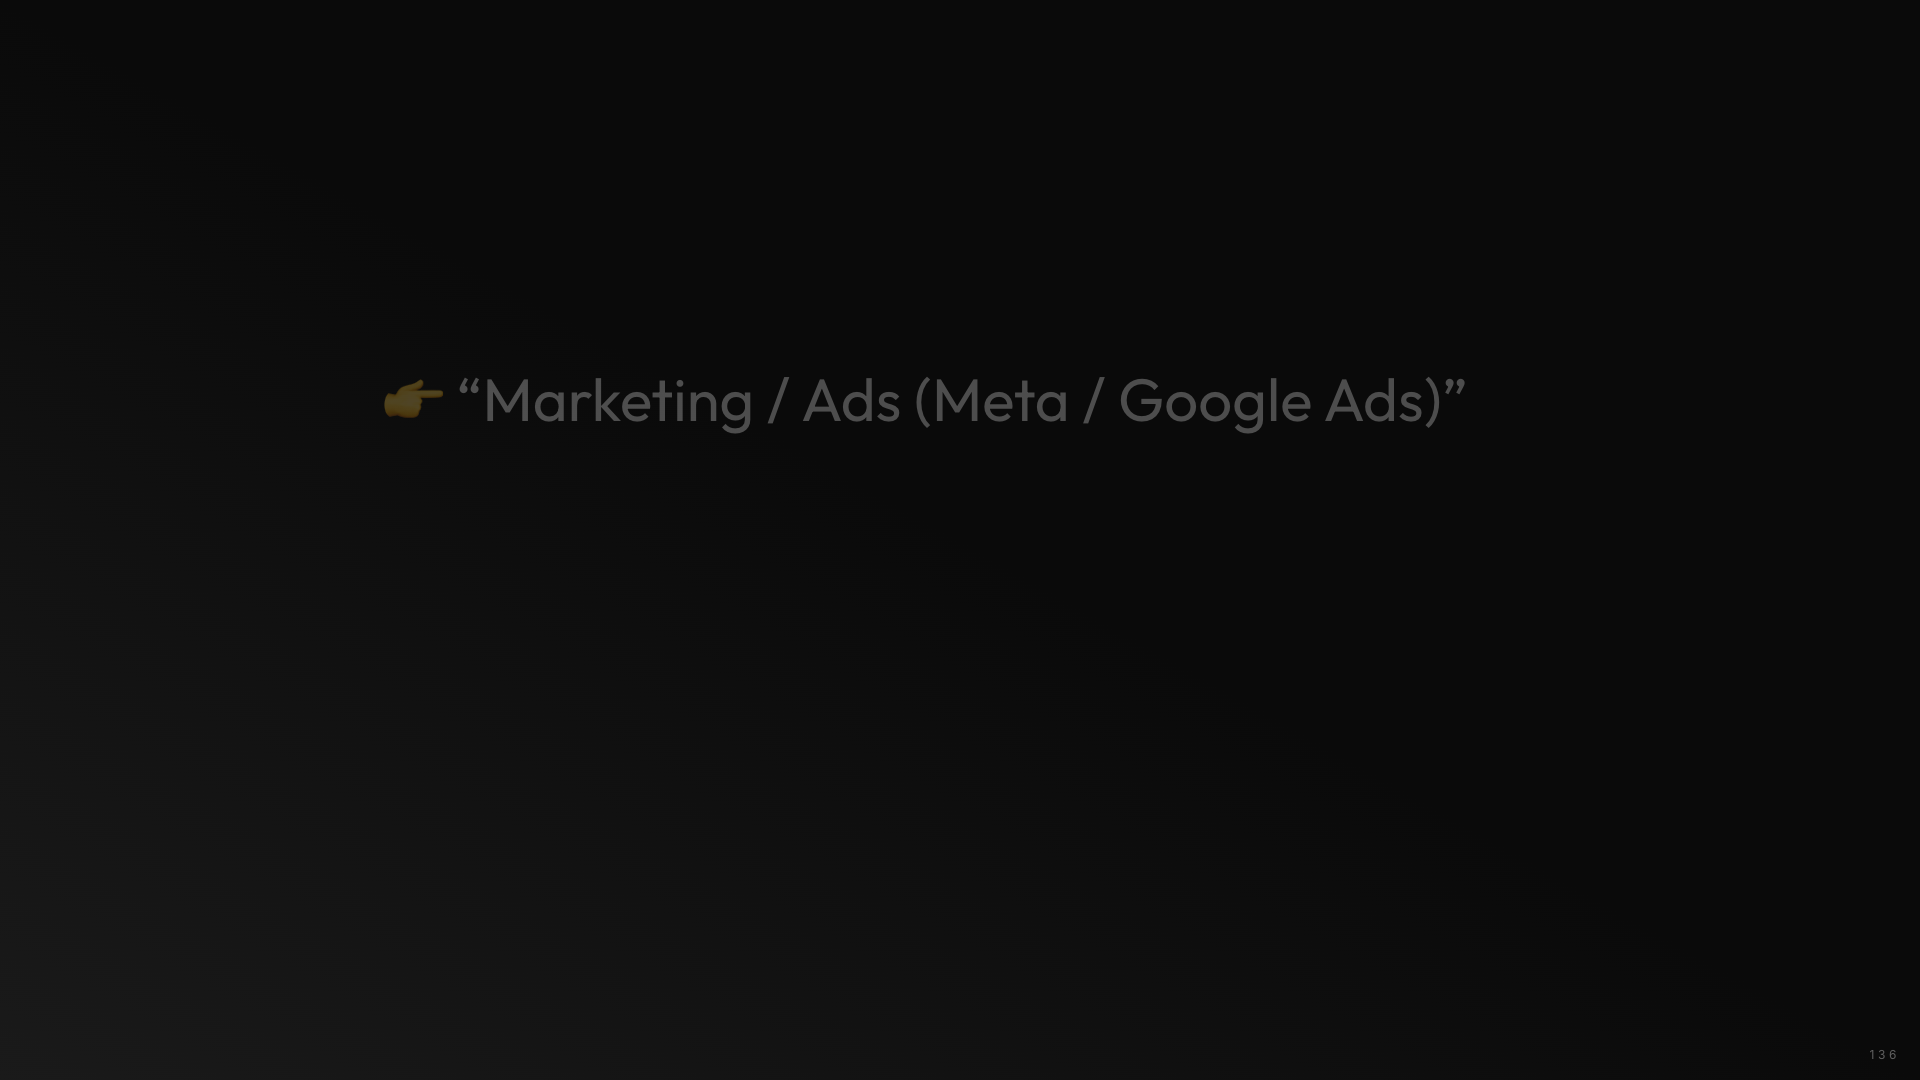 👉 “Marketing / Ads (Meta / Google Ads)”
136